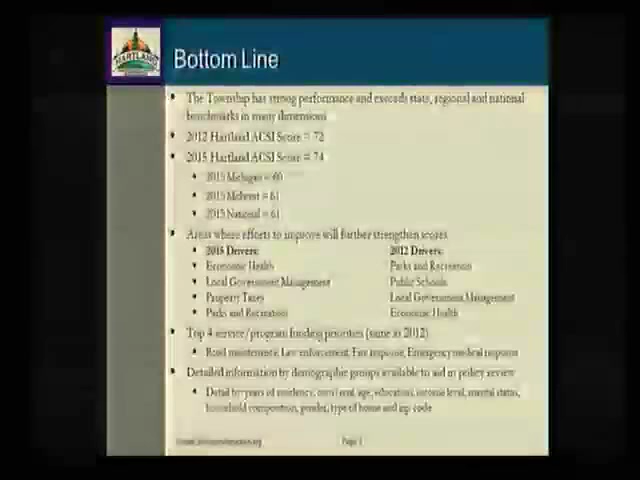 HARTLAND
Bottom Line
The Township has strong performance and exceeds state, regional and national
benchmarks in many dimensions
2012 Hartland ACSI Score = 72
2015 Hartland ACSI Score = 74
2015 Michigan = 60
2015 Midwest = 61
2015 National = 61
Areas where efforts to improve will further strengthen scores
2015 Drivers: 2012 Drivers:
Economic Health Parks and Recreation
Local Government Management Public Schools
Property Taxes Local Government Management
Parks and Recreation Economic Health
Top 4 service/program funding priorities (same as 2012)
Road maintenance, Law enforcement, Fire response, Emergency medical response
Detailed information by demographic groups available to aid in policy review
Detail by years of residency, age, education, income level, marital status,
household composition, gender, type of home and zip code
Page